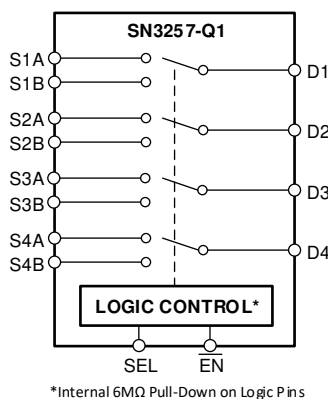 SN3257-Q1
S1A
S1B
D1
S2A
S2B
D2
S3A
S3B
D3
S4A
S4B
D4
LOGIC CONTROL*
SEL
E̅N̅
*Internal 6MΩ Pull-Down on Logic Pins